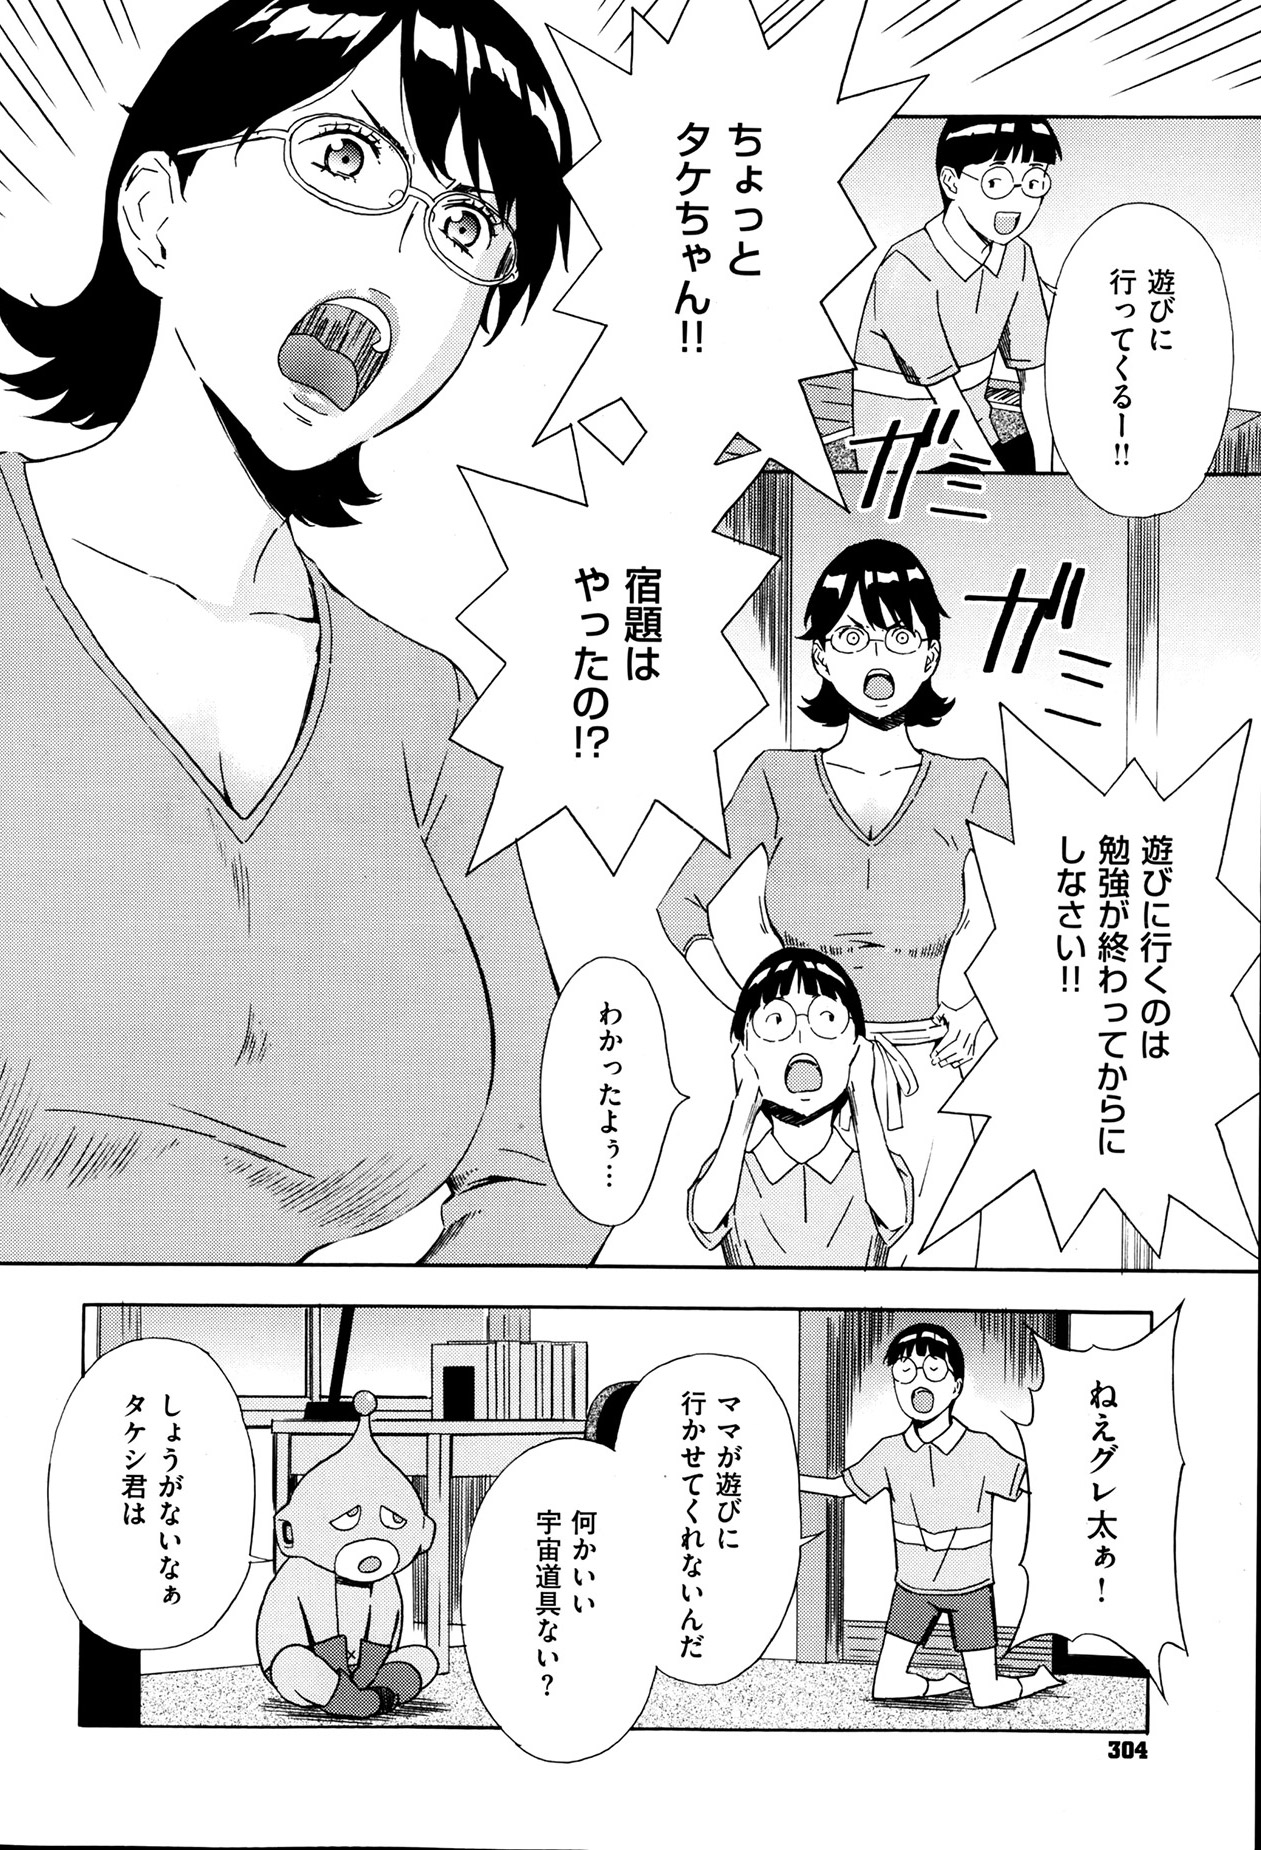 遊びに
行ってくるー!!
ちょっと
タケちゃん!!
宿題は
やったの!?
ガミ
ガミ
遊びに行くのは
勉強が終わってからに
しなさい!!
わかったよぅ…
ねえグレ太ぁ!
ママが遊びに
行かせてくれないんだ
何かいい
宇宙道具ない?
しょうがないなぁ
タケシ君は
304